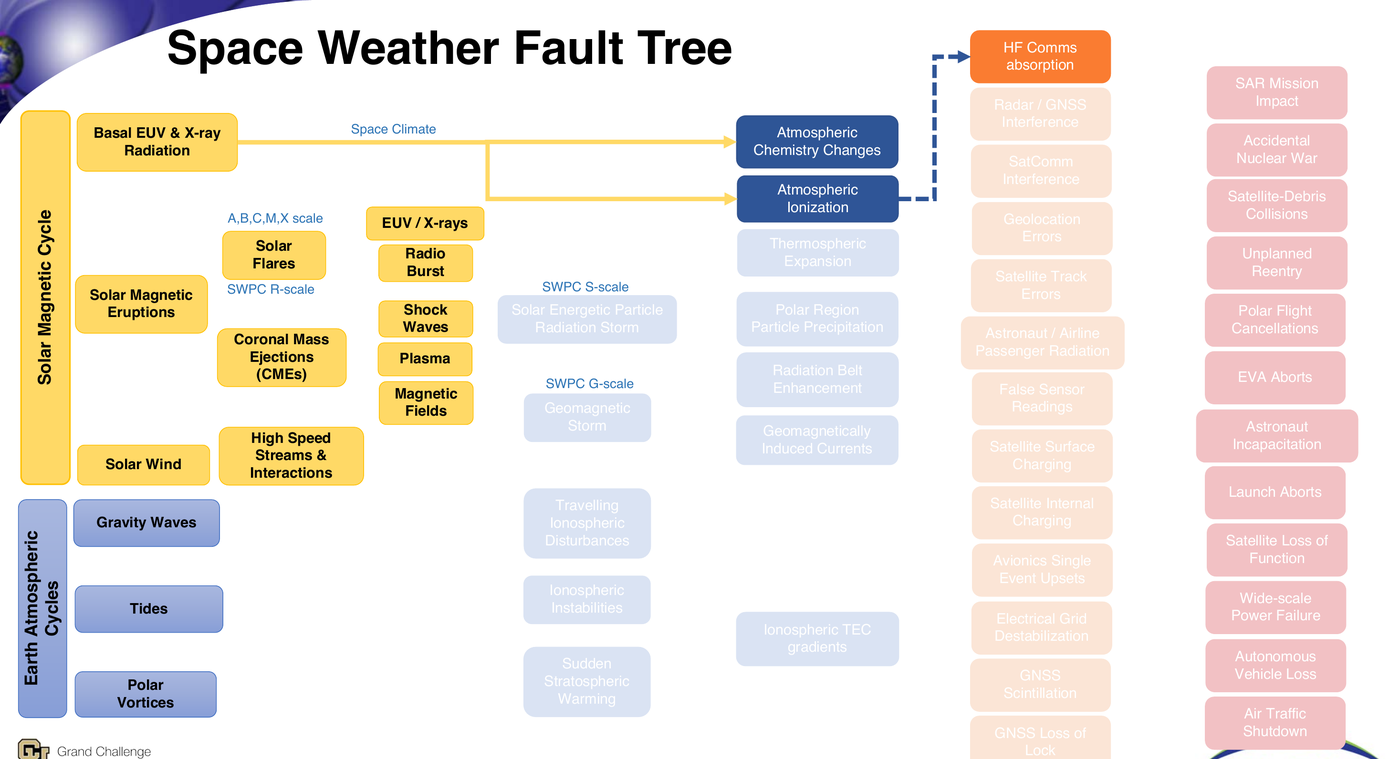 Space Weather Fault Tree
Solar Magnetic Cycle
Basal EUV & X-ray
Radiation
Space Climate
A,B,C,M,X scale
Solar
Flares
SWPC R-scale
Solar Magnetic
Eruptions
Coronal Mass
Ejections
(CMEs)
Solar Wind
High Speed
Streams &
Interactions
EUV / X-rays
Radio
Burst
Shock
Waves
Plasma
Magnetic
Fields
Earth Atmospheric
Cycles
Gravity Waves
Tides
Polar
Vortices
SWPC S-scale
Solar Energetic Particle
Radiation Storm
SWPC G-scale
Geomagnetic
Storm
Travelling
Ionospheric
Disturbances
Ionospheric
Instabilities
Sudden
Stratospheric
Warming
Atmospheric
Chemistry Changes
Atmospheric
Ionization
Thermospheric
Expansion
Polar Region
Particle Precipitation
Radiation Belt
Enhancement
Geomagnetically
Induced Currents
Ionospheric TEC
gradients
HF Comms
absorption
Radar / GNSS
Interference
SatComm
Interference
Geolocation
Errors
Satellite Track
Errors
Astronaut / Airline
Passenger Radiation
False Sensor
Readings
Satellite Surface
Charging
Satellite Internal
Charging
Avionics Single
Event Upsets
Electrical Grid
Destabilization
GNSS
Scintillation
GNSS Loss of
Lock
SAR Mission
Impact
Accidental
Nuclear War
Satellite-Debris
Collisions
Unplanned
Reentry
Polar Flight
Cancellations
EVA Aborts
Astronaut
Incapacitation
Launch Aborts
Satellite Loss of
Function
Wide-scale
Power Failure
Autonomous
Vehicle Loss
Air Traffic
Shutdown
Grand Challenge